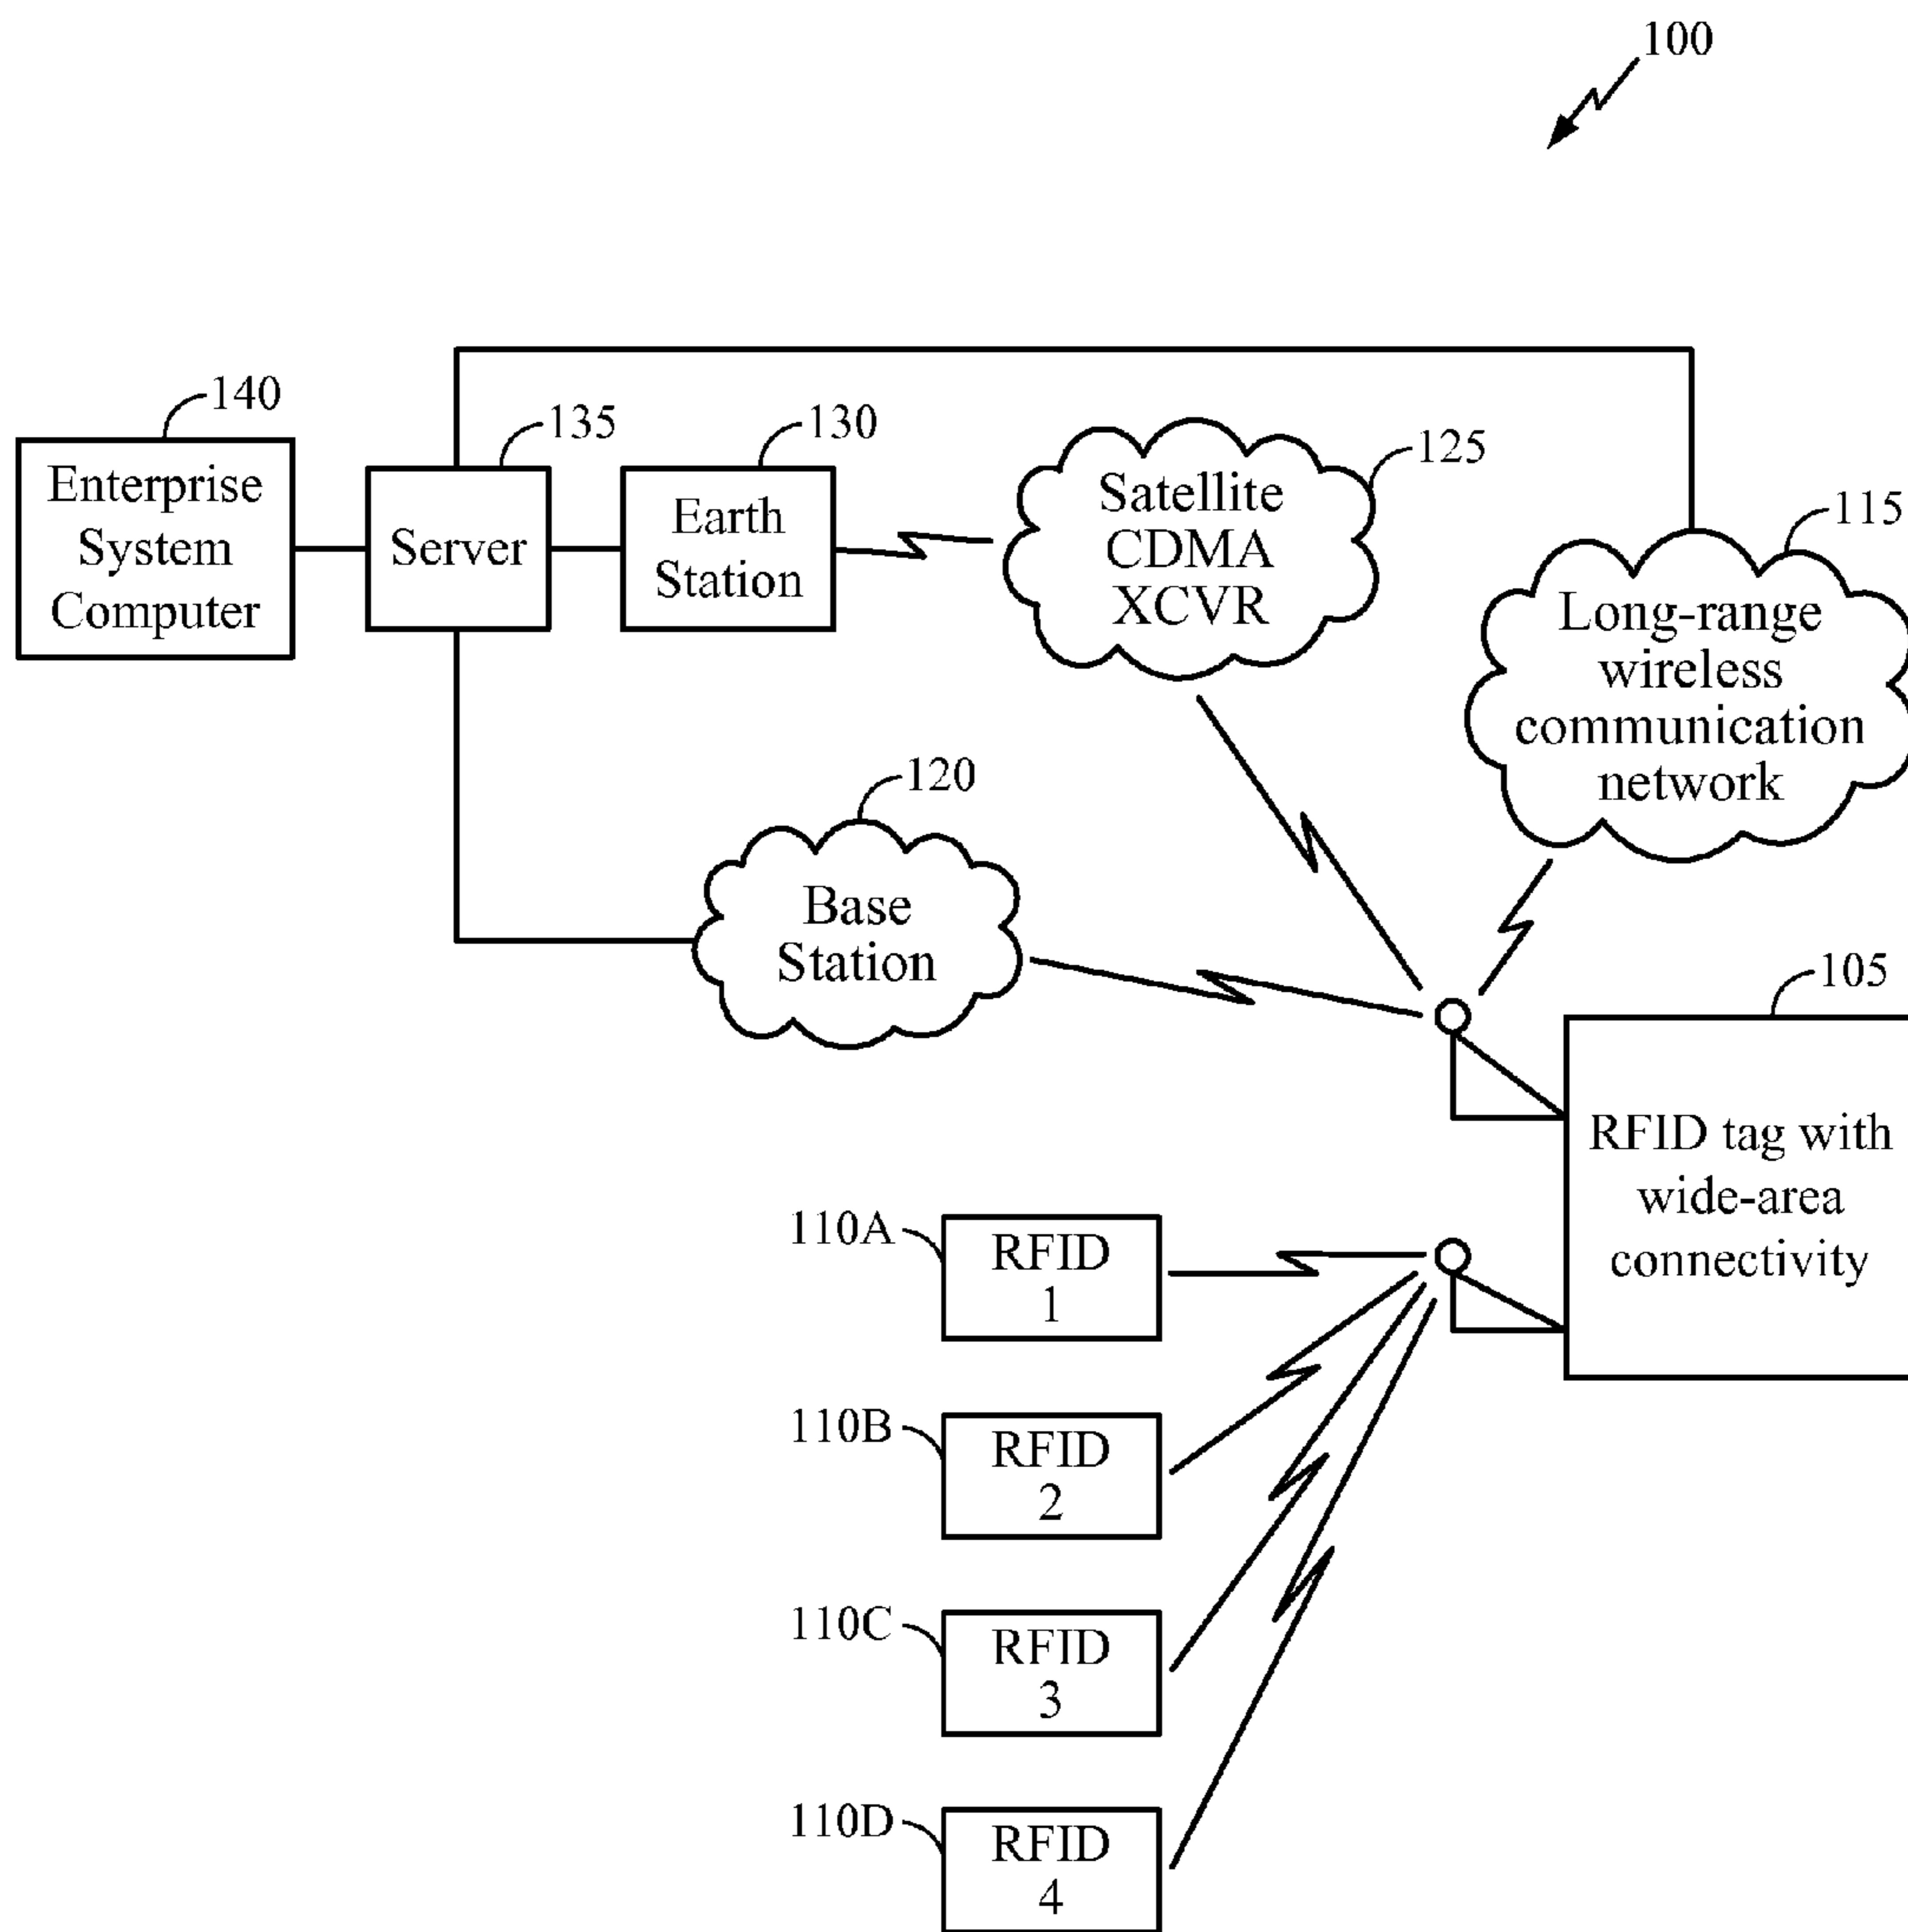 100
140
135
130
125
115
Enterprise
System
Computer
Server
Earth
Station
Satellite
CDMA
XCVR
Long-range
wireless
communication
network
120
Base
Station
105
RFID tag with
wide-area
connectivity
110A
RFID
1
110B
RFID
2
110C
RFID
3
110D
RFID
4